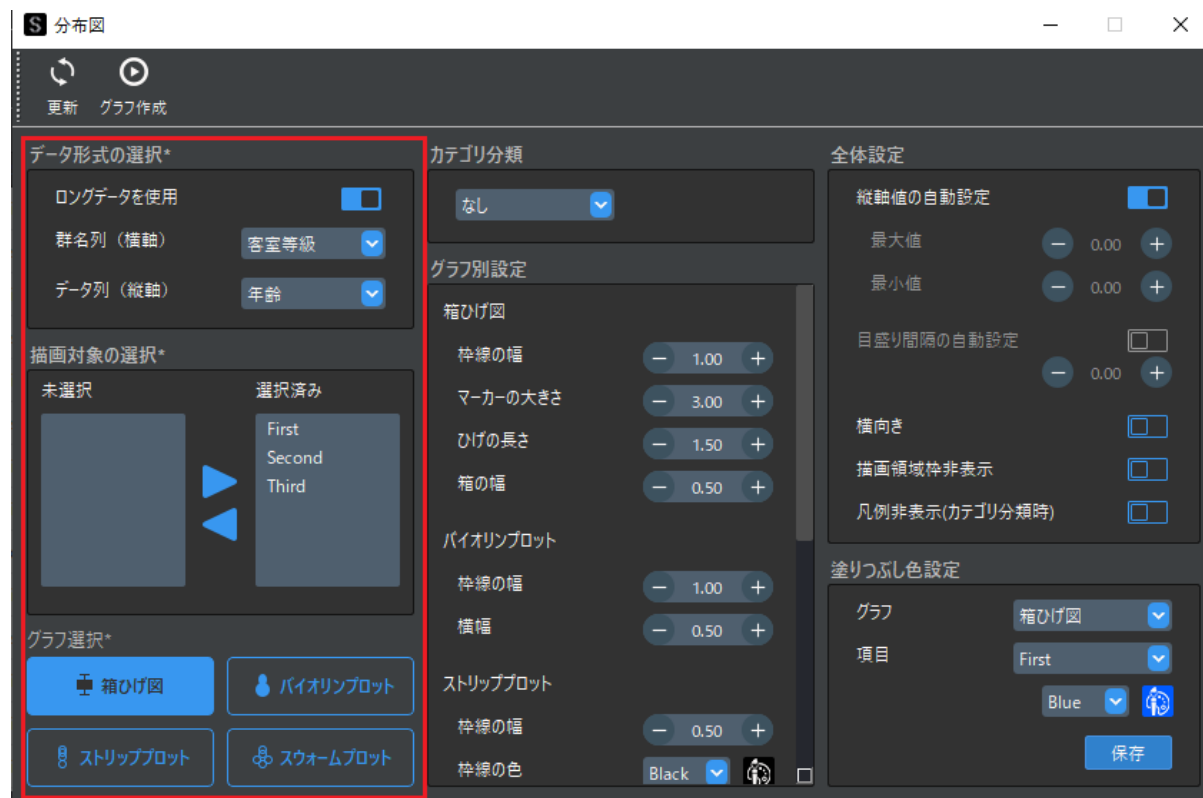 S 分布図
更新 グラフ作成
データ形式の選択*
ロングデータを使用
群名列（横軸） 客室等級
データ列（縦軸） 年齢
描画対象の選択*
未選択 選択済み
First
Second
Third
グラフ選択*
箱ひげ図 バイオリンプロット
ストリッププロット スウォームプロット
カテゴリ分類
なし
グラフ別設定
箱ひげ図
枠線の幅 － 1.00 ＋
マーカーの大きさ － 3.00 ＋
ひげの長さ － 1.50 ＋
箱の幅 － 0.50 ＋
バイオリンプロット
枠線の幅 － 1.00 ＋
横幅 － 0.50 ＋
ストリッププロット
枠線の幅 － 0.50 ＋
枠線の色 Black
全体設定
縦軸値の自動設定
最大値 － 0.00 ＋
最小値 － 0.00 ＋
目盛り間隔の自動設定
－ 0.00 ＋
横向き
描画領域枠非表示
凡例非表示(カテゴリ分類時)
塗りつぶし色設定
グラフ 箱ひげ図
項目 First
Blue
保存